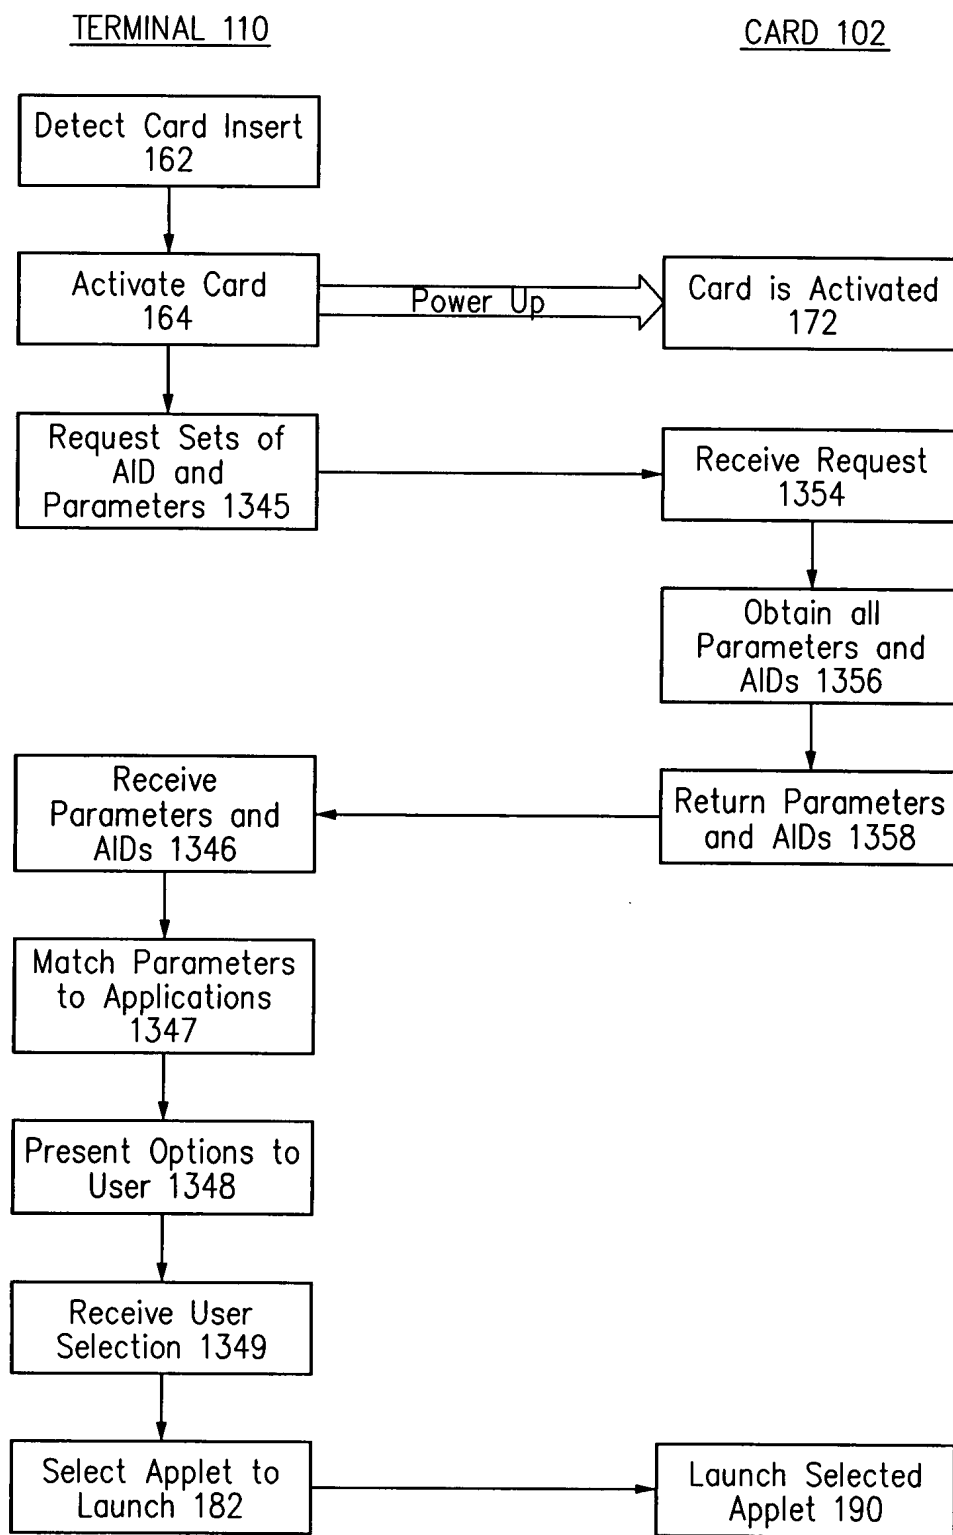 TERMINAL 110
CARD 102
Detect Card Insert
162
Activate Card
164
Power Up
Card is Activated
172
Request Sets of
AID and
Parameters 1345
Receive Request
1354
Obtain all
Parameters and
AIDs 1356
Return Parameters
and AIDs 1358
Receive
Parameters and
AIDs 1346
Match Parameters
to Applications
1347
Present Options to
User 1348
Receive User
Selection 1349
Select Applet to
Launch 182
Launch Selected
Applet 190